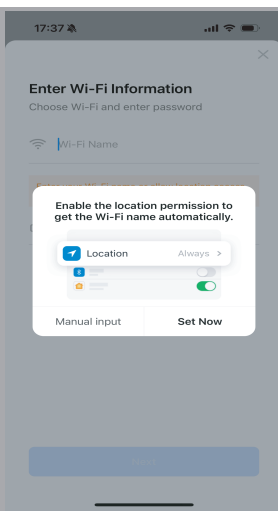 17:37
Enter Wi-Fi Information
Choose Wi-Fi and enter password
Wi-Fi Name
Enable the location permission to
get the Wi-Fi name automatically.
Location Always >
Manual input Set Now